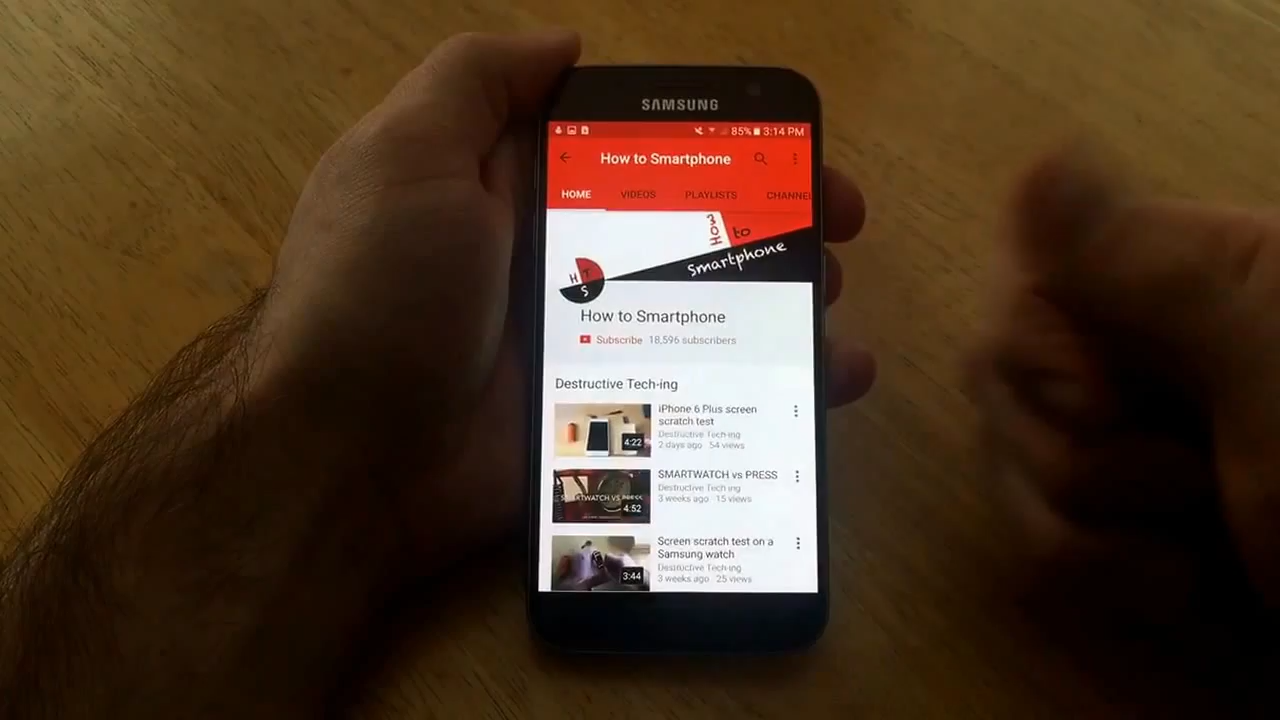 SAMSUNG
85% 3:14 PM
How to Smartphone
HOME VIDEOS PLAYLISTS CHANNEL
How
to
Smartphone
H T
S
How to Smartphone
Subscribe 18,596 subscribers
Destructive Tech-ing
iPhone 6 Plus screen
scratch test
Destructive Tech-ing
2 days ago 54 views
4:22
SMARTWATCH vs PRESS
Destructive Tech-ing
3 weeks ago 15 views
SMARTWATCH VS PRESS
4:52
Screen scratch test on a
Samsung watch
Destructive Tech-ing
3 weeks ago 25 views
3:44